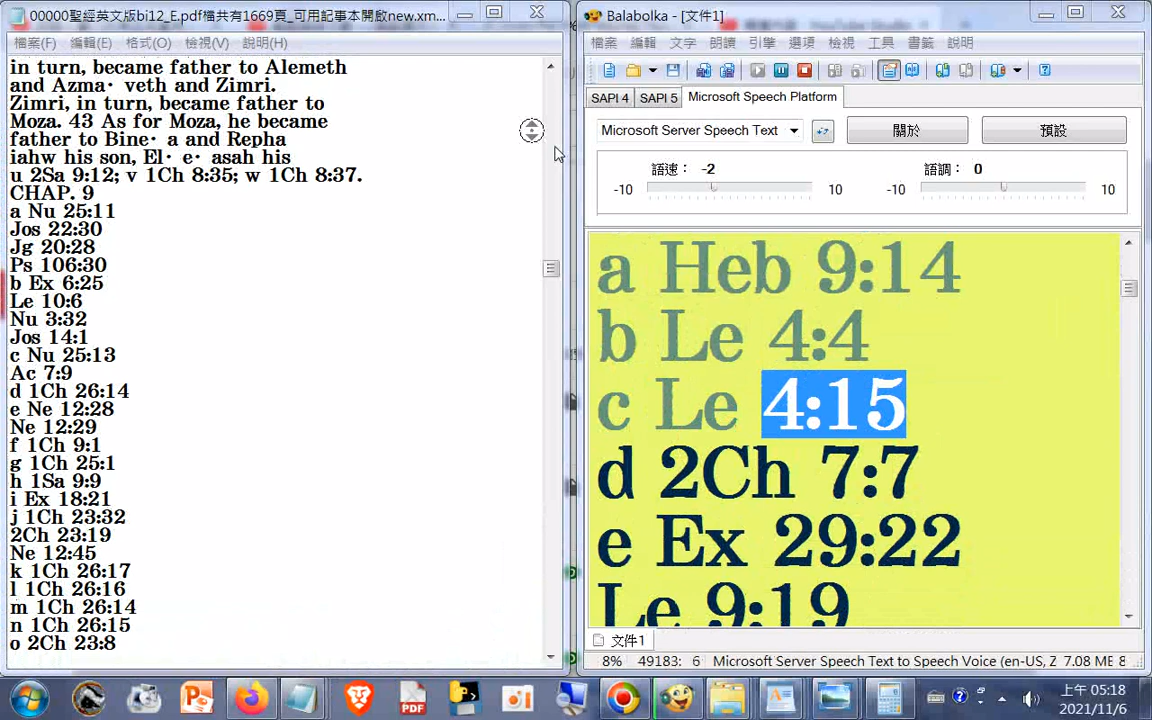 00000聖經英文版bi12_E.pdf檔共有1669頁_可用記事本開啟new.xm...
檔案(F) 編輯(E) 格式(O) 檢視(V) 說明(H)
in turn, became father to Alemeth
and Azma· veth and Zimri.
Zimri, in turn, became father to
Moza. 43 As for Moza, he became
father to Bine· a and Repha
iahw his son, El· e· asah his
u 2Sa 9:12; v 1Ch 8:35; w 1Ch 8:37.
CHAP. 9
a Nu 25:11
Jos 22:30
Jg 20:28
Ps 106:30
b Ex 6:25
Le 10:6
Nu 3:32
Jos 14:1
c Nu 25:13
Ac 7:9
d 1Ch 26:14
e Ne 12:28
Ne 12:29
f 1Ch 9:1
g 1Ch 25:1
h 1Sa 9:9
i Ex 18:21
j 1Ch 23:32
2Ch 23:19
Ne 12:45
k 1Ch 26:17
l 1Ch 26:16
m 1Ch 26:14
n 1Ch 26:15
o 2Ch 23:8
Balabolka - [文件1]
檔案 編輯 文字 朗讀 引擎 選項 檢視 工具 書籤 說明
SAPI 4 SAPI 5 Microsoft Speech Platform
Microsoft Server Speech Text 關於 預設
語速： -2 語調： 0
-10 10 -10 10
a Heb 9:14
b Le 4:4
c Le 4:15
d 2Ch 7:7
e Ex 29:22
Le 9:19
文件1
8% 49183: 6 Microsoft Server Speech Text to Speech Voice (en-US, Z 7.08 MB 8
PDF
上午 05:18
2021/11/6